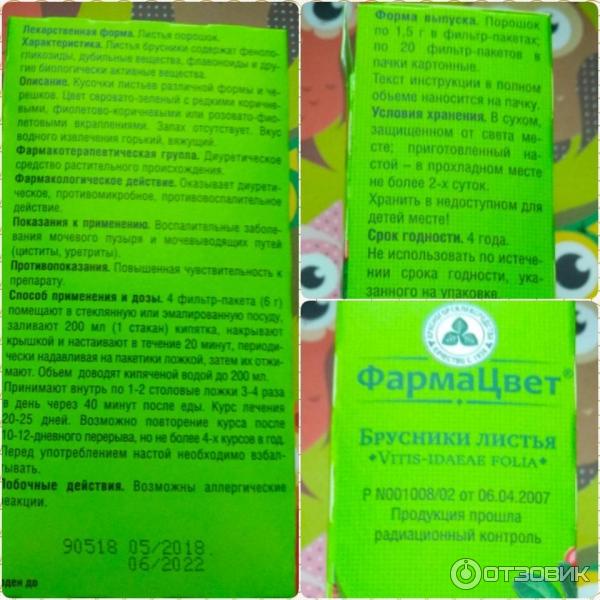 Лекарственная форма. Листья порошок.
Характеристика. Листья брусники содержат феноло-
гликозиды, дубильные вещества, флавоноиды и дру-
гие биологически активные вещества.
Описание. Кусочки листьев различной формы и че-
решков. Цвет серовато-зеленый с редкими коричне-
выми, фиолетово-коричневыми или розовато-фио-
летовыми вкраплениями. Запах отсутствует. Вкус
водного извлечения горький, вяжущий.
Фармакотерапевтическая группа. Диуретическое
средство растительного происхождения.
Фармакологическое действие. Оказывает диурети-
ческое, противомикробное, противовоспалительное
действие.
Показания к применению. Воспалительные заболе-
вания мочевого пузыря и мочевыводящих путей
(циститы, уретриты).
Противопоказания. Повышенная чувствительность к
препарату.
Способ применения и дозы. 4 фильтр-пакета (6 г)
помещают в стеклянную или эмалированную посуду,
заливают 200 мл (1 стакан) кипятка, накрывают
крышкой и настаивают в течение 20 минут, периоди-
чески надавливая на пакетики ложкой, затем их отжи-
мают. Объем доводят кипяченой водой до 200 мл.
Принимают внутрь по 1-2 столовые ложки 3-4 раза
в день через 40 минут после еды. Курс лечения
20-25 дней. Возможно повторение курса после
10-12-дневного перерыва, но не более 4-х курсов в год.
Перед употреблением настой необходимо взбал-
тывать.
Побочные действия. Возможны аллергические
реакции.
90518 05/2018
06/2022
ден до
Форма выпуска. Порошок
по 1,5 г в фильтр-пакетах;
по 20 фильтр-пакетов в
пачки картонные.
Текст инструкции в полном
объеме наносится на пачку.
Условия хранения. В сухом,
защищенном от света ме-
сте; приготовленный на-
стой – в прохладном месте
не более 2-х суток.
Хранить в недоступном для
детей месте!
Срок годности. 4 года.
Не использовать по истече-
нии срока годности, ука-
занного на упаковке.
КРАСНОГОРСКЛЕКСРЕДСТВА
КАЧЕСТВО С
ФармаЦвет®
Брусники листья
Vitis-idaeae folia
Р N001008/02 от 06.04.2007
Продукция прошла
радиационный контроль
ОТЗОВИК